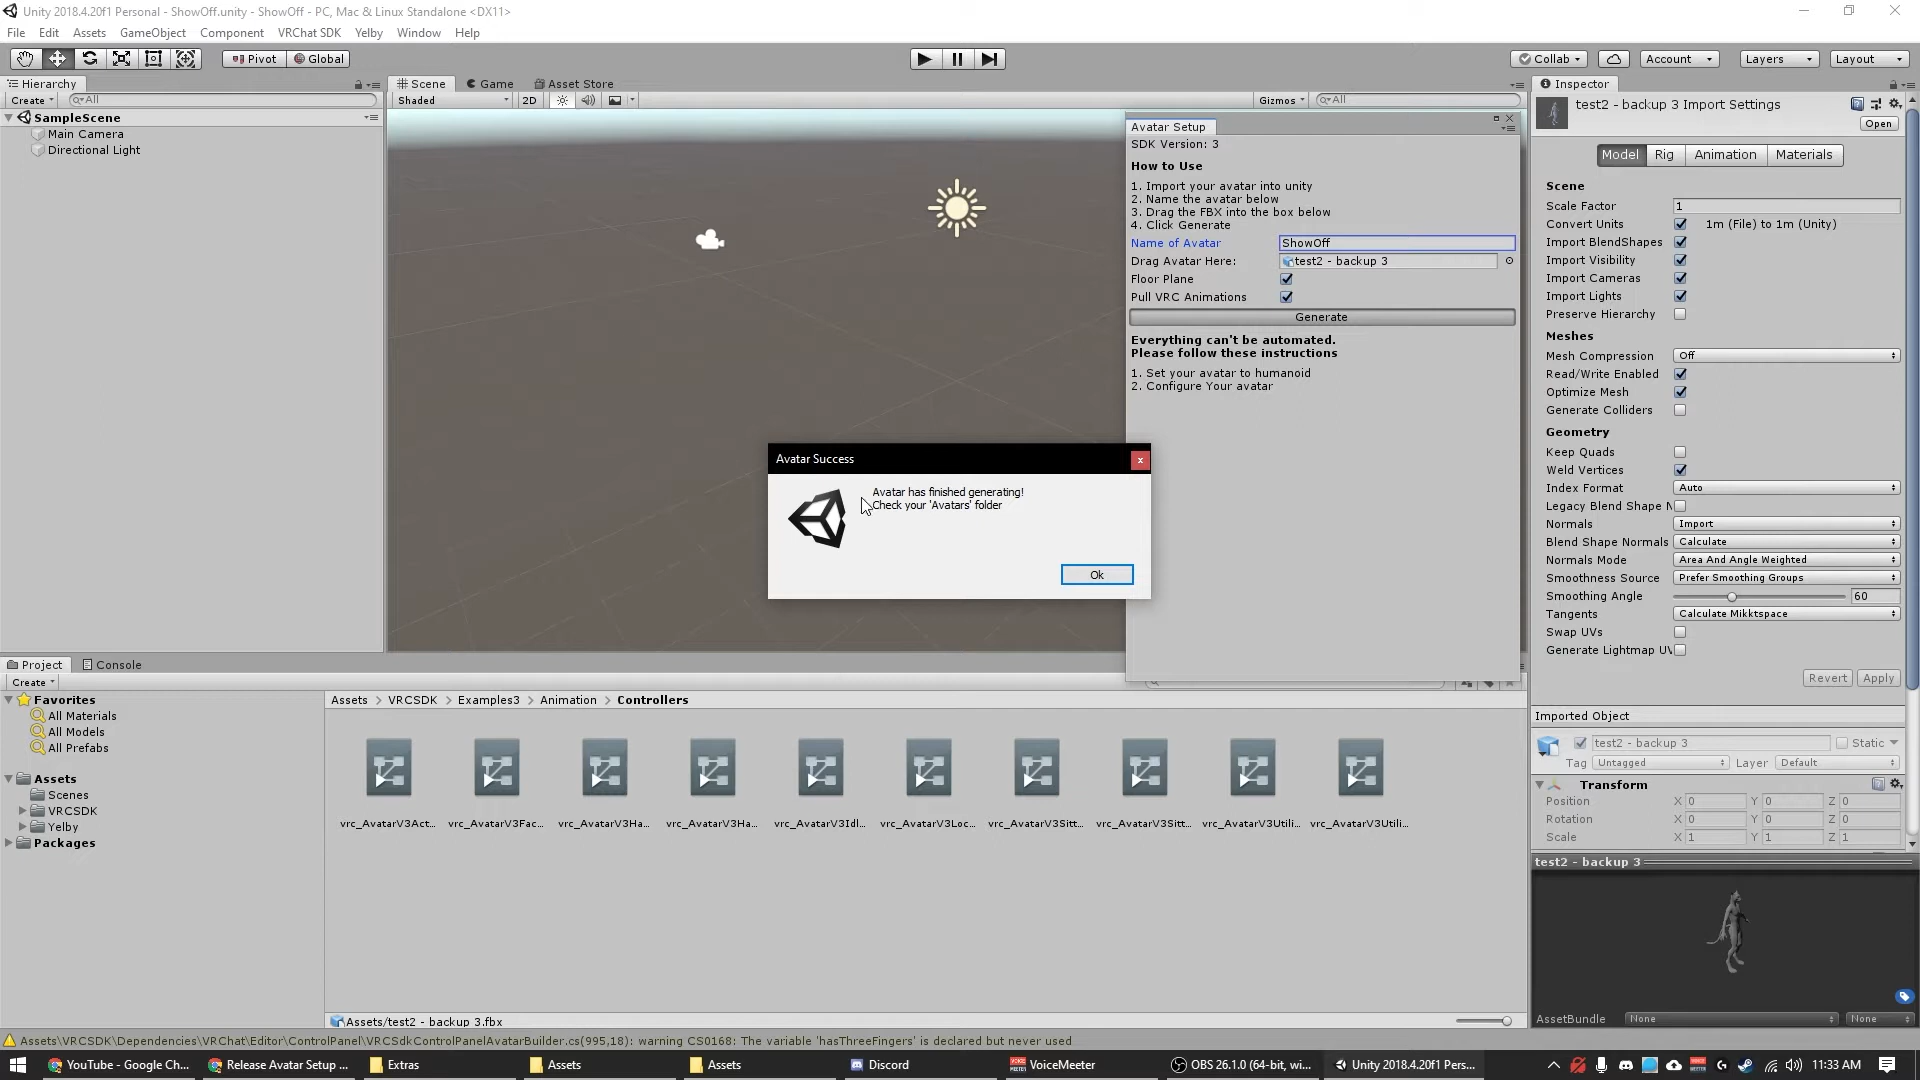 Unity 2018.4.20f1 Personal - ShowOff.unity - ShowOff - PC, Mac & Linux Standalone <DX11>
File Edit Assets GameObject Component VRChat SDK Yelby Window Help
Pivot Global
Collab Account Layers Layout
Hierarchy
Create All
SampleScene
Main Camera
Directional Light
Scene Game Asset Store
Shaded 2D Gizmos All
Avatar Setup
SDK Version: 3
How to Use
1. Import your avatar into unity
2. Name the avatar below
3. Drag the FBX into the box below
4. Click Generate
Name of Avatar ShowOff
Drag Avatar Here: test2 - backup 3
Floor Plane
Pull VRC Animations
Generate
Everything can't be automated.
Please follow these instructions
1. Set your avatar to humanoid
2. Configure Your avatar
Avatar Success
x
Avatar has finished generating!
Check your 'Avatars' folder
Ok
Inspector
test2 - backup 3 Import Settings
Open
Model Rig Animation Materials
Scene
Scale Factor 1
Convert Units 1m (File) to 1m (Unity)
Import BlendShapes
Import Visibility
Import Cameras
Import Lights
Preserve Hierarchy
Meshes
Mesh Compression Off
Read/Write Enabled
Optimize Mesh
Generate Colliders
Geometry
Keep Quads
Weld Vertices
Index Format Auto
Legacy Blend Shape N
Normals Import
Blend Shape Normals Calculate
Normals Mode Area And Angle Weighted
Smoothness Source Prefer Smoothing Groups
Smoothing Angle 60
Tangents Calculate Mikktspace
Swap UVs
Generate Lightmap UV
Revert Apply
Imported Object
test2 - backup 3 Static
Tag Untagged Layer Default
Transform
Position X 0 Y 0 Z 0
Rotation X 0 Y 0 Z 0
Scale X 1 Y 1 Z 1
test2 - backup 3
AssetBundle None None
Project Console
Create
Favorites
All Materials
All Models
All Prefabs
Assets
Scenes
VRCSDK
Yelby
Packages
Assets > VRCSDK > Examples3 > Animation > Controllers
vrc_AvatarV3Act... vrc_AvatarV3Fac... vrc_AvatarV3Ha... vrc_AvatarV3Ha... vrc_AvatarV3Idl... vrc_AvatarV3Loc... vrc_AvatarV3Sitt... vrc_AvatarV3Sitt... vrc_AvatarV3Utili... vrc_AvatarV3Utili...
Assets/test2 - backup 3.fbx
Assets\VRCSDK\Dependencies\VRChat\Editor\ControlPanel\VRCSdkControlPanelAvatarBuilder.cs(995,18): warning CS0168: The variable 'hasThreeFingers' is declared but never used
YouTube - Google Ch... Release Avatar Setup ... Extras Assets Assets Discord VoiceMeeter OBS 26.1.0 (64-bit, wi... Unity 2018.4.20f1 Pers... 11:33 AM